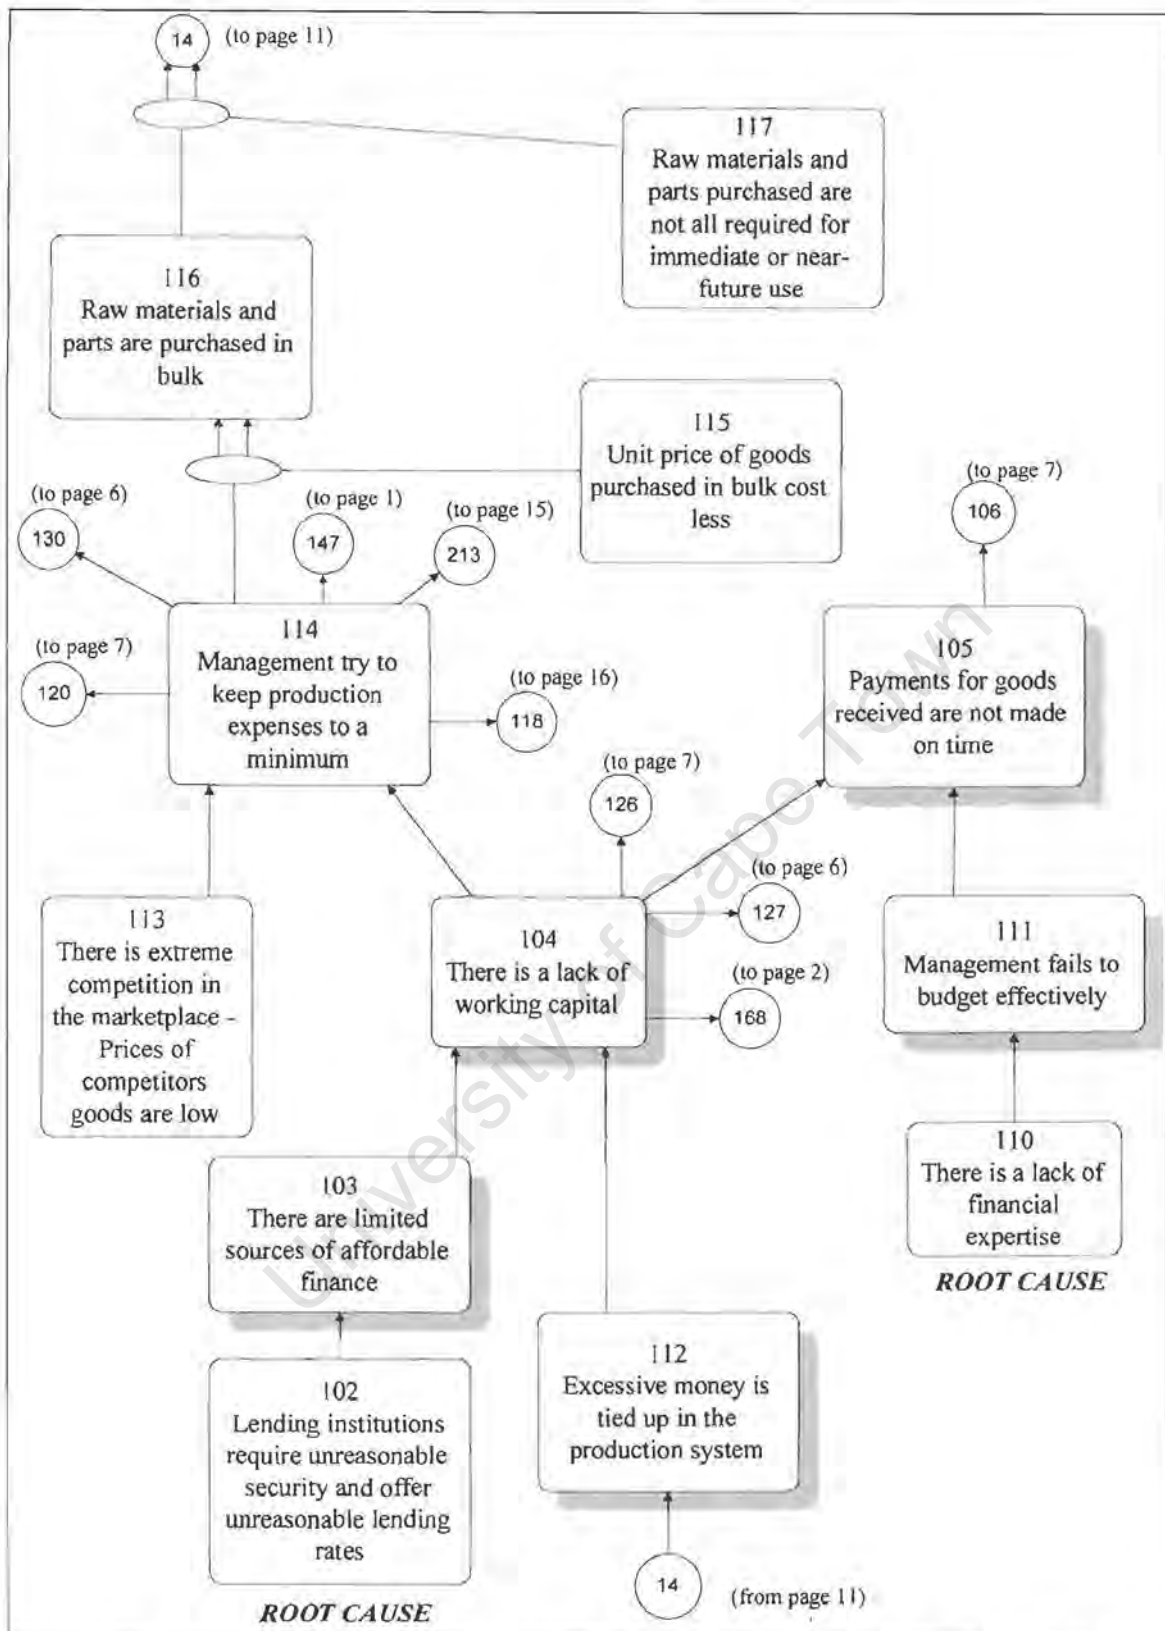 14 (to page 11)
117
Raw materials and
parts purchased are
not all required for
immediate or near-
future use
116
Raw materials and
parts are purchased in
bulk
115
Unit price of goods
purchased in bulk cost
less
(to page 6)
130
(to page 1)
147
(to page 15)
213
(to page 7)
106
114
Management try to
keep production
expenses to a
minimum
(to page 7)
120
(to page 16)
118
105
Payments for goods
received are not made
on time
(to page 7)
126
(to page 6)
127
(to page 2)
168
113
There is extreme
competition in
the marketplace -
Prices of
competitors
goods are low
104
There is a lack of
working capital
111
Management fails to
budget effectively
110
There is a lack of
financial
expertise
ROOT CAUSE
103
There are limited
sources of affordable
finance
112
Excessive money is
tied up in the
production system
102
Lending institutions
require unreasonable
security and offer
unreasonable lending
rates
ROOT CAUSE
14 (from page 11)
University of Cape Town